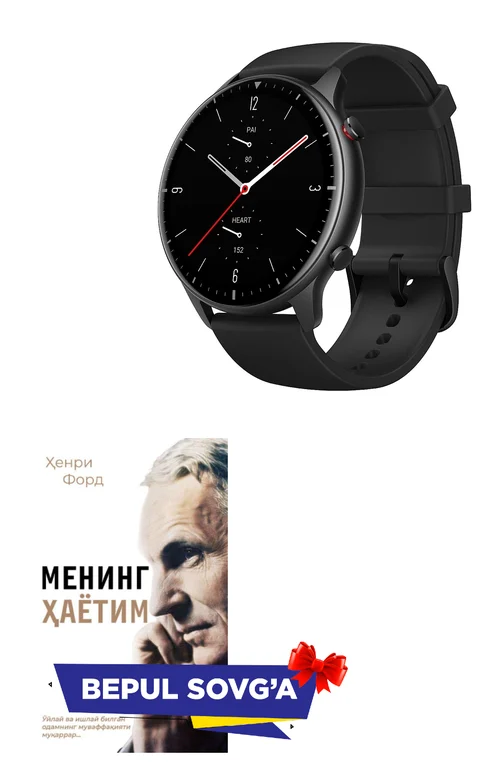 12
PAI
80
3
9
HEART
152
6
Ҳенри
Форд
МЕНИНГ
ҲАЁТИМ
BEPUL SOVG'A
Ўйлай ва ишлай билган
одамнинг муваффақияти
муқаррар...